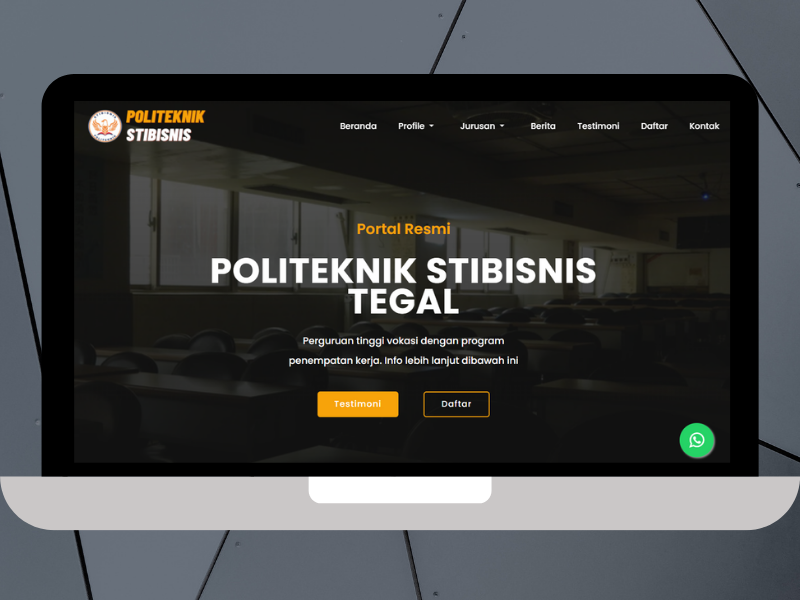 POLITEKNIK
STIBISNIS
Beranda Profile Jurusan Berita Testimoni Daftar Kontak
Portal Resmi
POLITEKNIK STIBISNIS
TEGAL
Perguruan tinggi vokasi dengan program
penempatan kerja. Info lebih lanjut dibawah ini
Testimoni Daftar